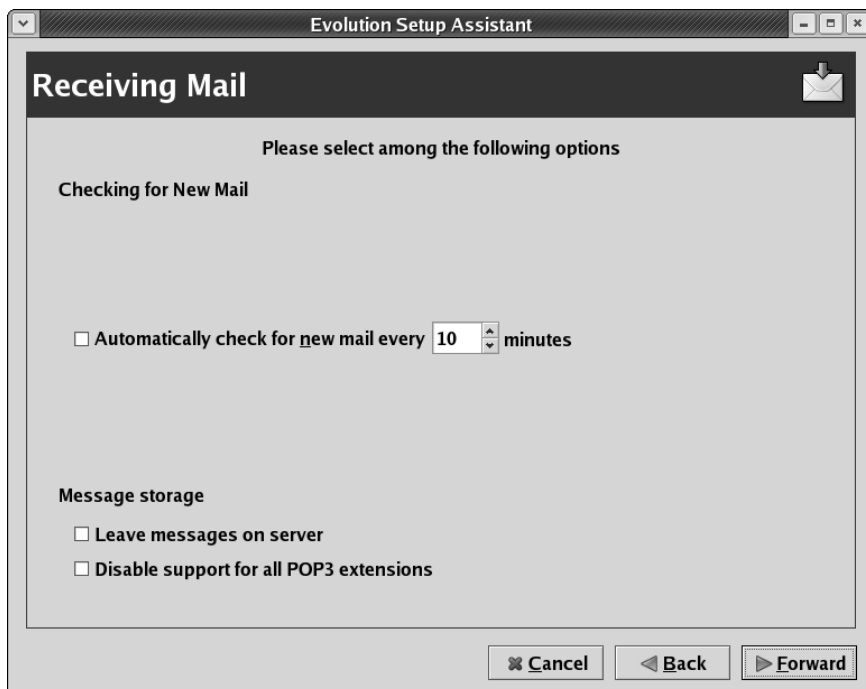 Evolution Setup Assistant
Receiving Mail
Please select among the following options
Checking for New Mail
Automatically check for new mail every 10 minutes
Message storage
Leave messages on server
Disable support for all POP3 extensions
Cancel Back Forward